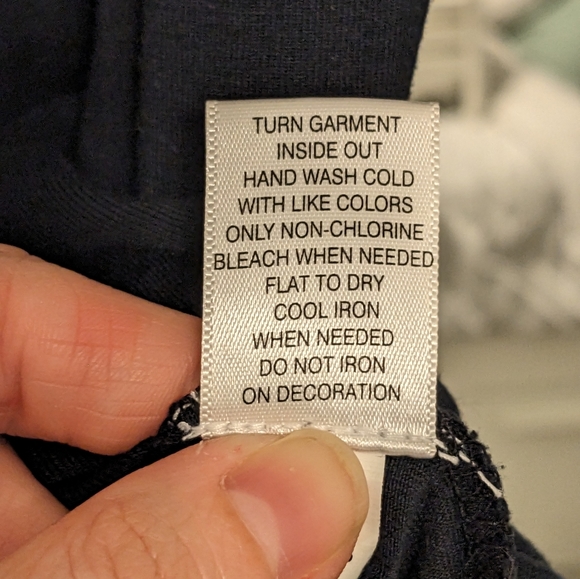 TURN GARMENT
INSIDE OUT
HAND WASH COLD
WITH LIKE COLORS
ONLY NON-CHLORINE
BLEACH WHEN NEEDED
FLAT TO DRY
COOL IRON
WHEN NEEDED
DO NOT IRON
ON DECORATION